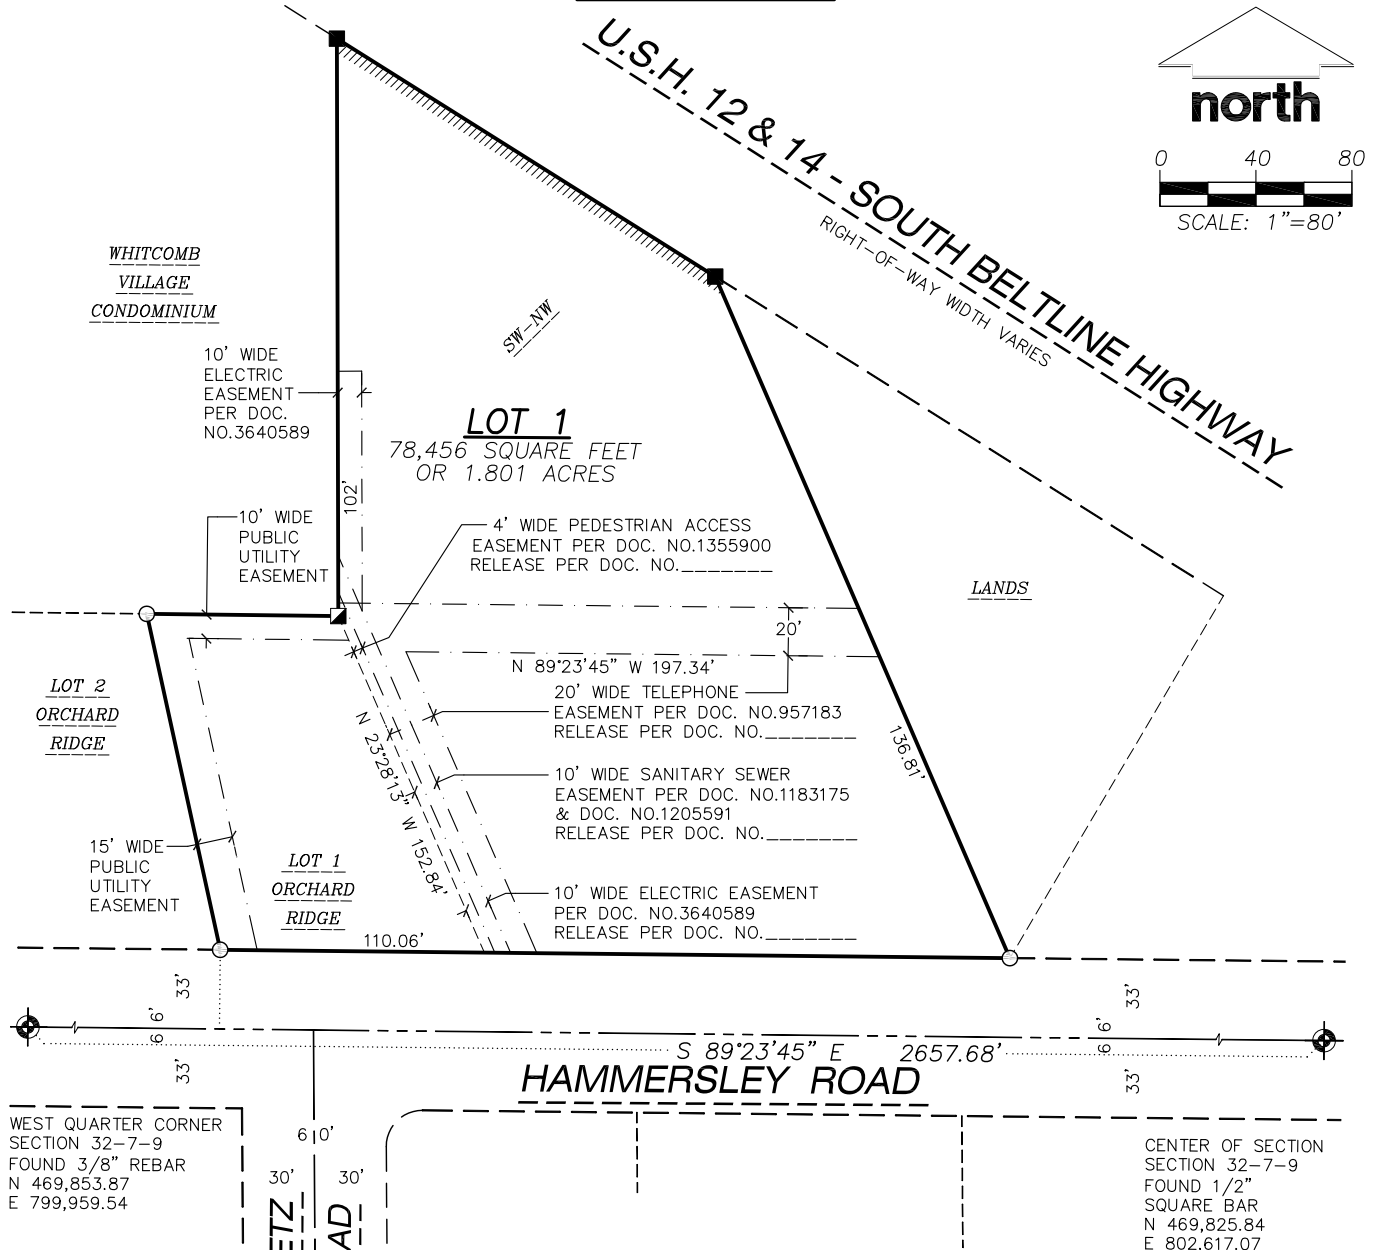 U.S.H. 12 & 14 - SOUTH BELTLINE HIGHWAY
RIGHT-OF-WAY WIDTH VARIES
north
0 40 80
SCALE: 1"=80'
WHITCOMB
VILLAGE
CONDOMINIUM
SW-NW
10' WIDE
ELECTRIC
EASEMENT
PER DOC.
NO.3640589
LOT 1
78,456 SQUARE FEET
OR 1.801 ACRES
102'
10' WIDE
PUBLIC
UTILITY
EASEMENT
4' WIDE PEDESTRIAN ACCESS
EASEMENT PER DOC. NO.1355900
RELEASE PER DOC. NO._______
LANDS
20'
N 89°23'45" W 197.34'
20' WIDE TELEPHONE
EASEMENT PER DOC. NO.957183
RELEASE PER DOC. NO._______
LOT 2
ORCHARD
RIDGE
N 23°28'13" W 152.84'
136.81'
10' WIDE SANITARY SEWER
EASEMENT PER DOC. NO.1183175
& DOC. NO.1205591
RELEASE PER DOC. NO._______
15' WIDE
PUBLIC
UTILITY
EASEMENT
LOT 1
ORCHARD
RIDGE
10' WIDE ELECTRIC EASEMENT
PER DOC. NO.3640589
RELEASE PER DOC. NO._______
110.06'
33'
33'
6'
6'
6
6
S 89°23'45" E 2657.68'
33'
33'
HAMMERSLEY ROAD
WEST QUARTER CORNER
SECTION 32-7-9
FOUND 3/8" REBAR
N 469,853.87
E 799,959.54
60'
30' 30'
ETZ
AD
CENTER OF SECTION
SECTION 32-7-9
FOUND 1/2"
SQUARE BAR
N 469,825.84
E 802,617.07